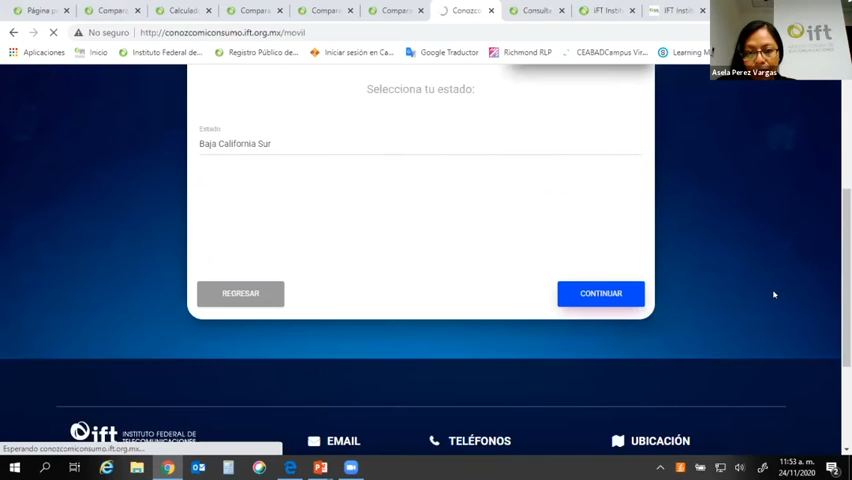 Página p
Compara
Calculad
Compara
Compara
Compara
Conozco
Consulta
IFT Instit
IFT Instit
No seguro
http://conozcomiconsumo.ift.org.mx/movil
Aplicaciones
Inicio
Instituto Federal de...
Registro Público de...
Iniciar sesión en Ca...
Google Traductor
Richmond RLP
CEABADCampus Vir...
Learning M
ift
Asela Perez Vargas
Selecciona tu estado:
Estado
Baja California Sur
REGRESAR
CONTINUAR
ift INSTITUTO FEDERAL DE
TELECOMUNICACIONES
EMAIL
TELÉFONOS
UBICACIÓN
Esperando conozcomiconsumo.ift.org.mx...
11:53 a. m.
24/11/2020
2